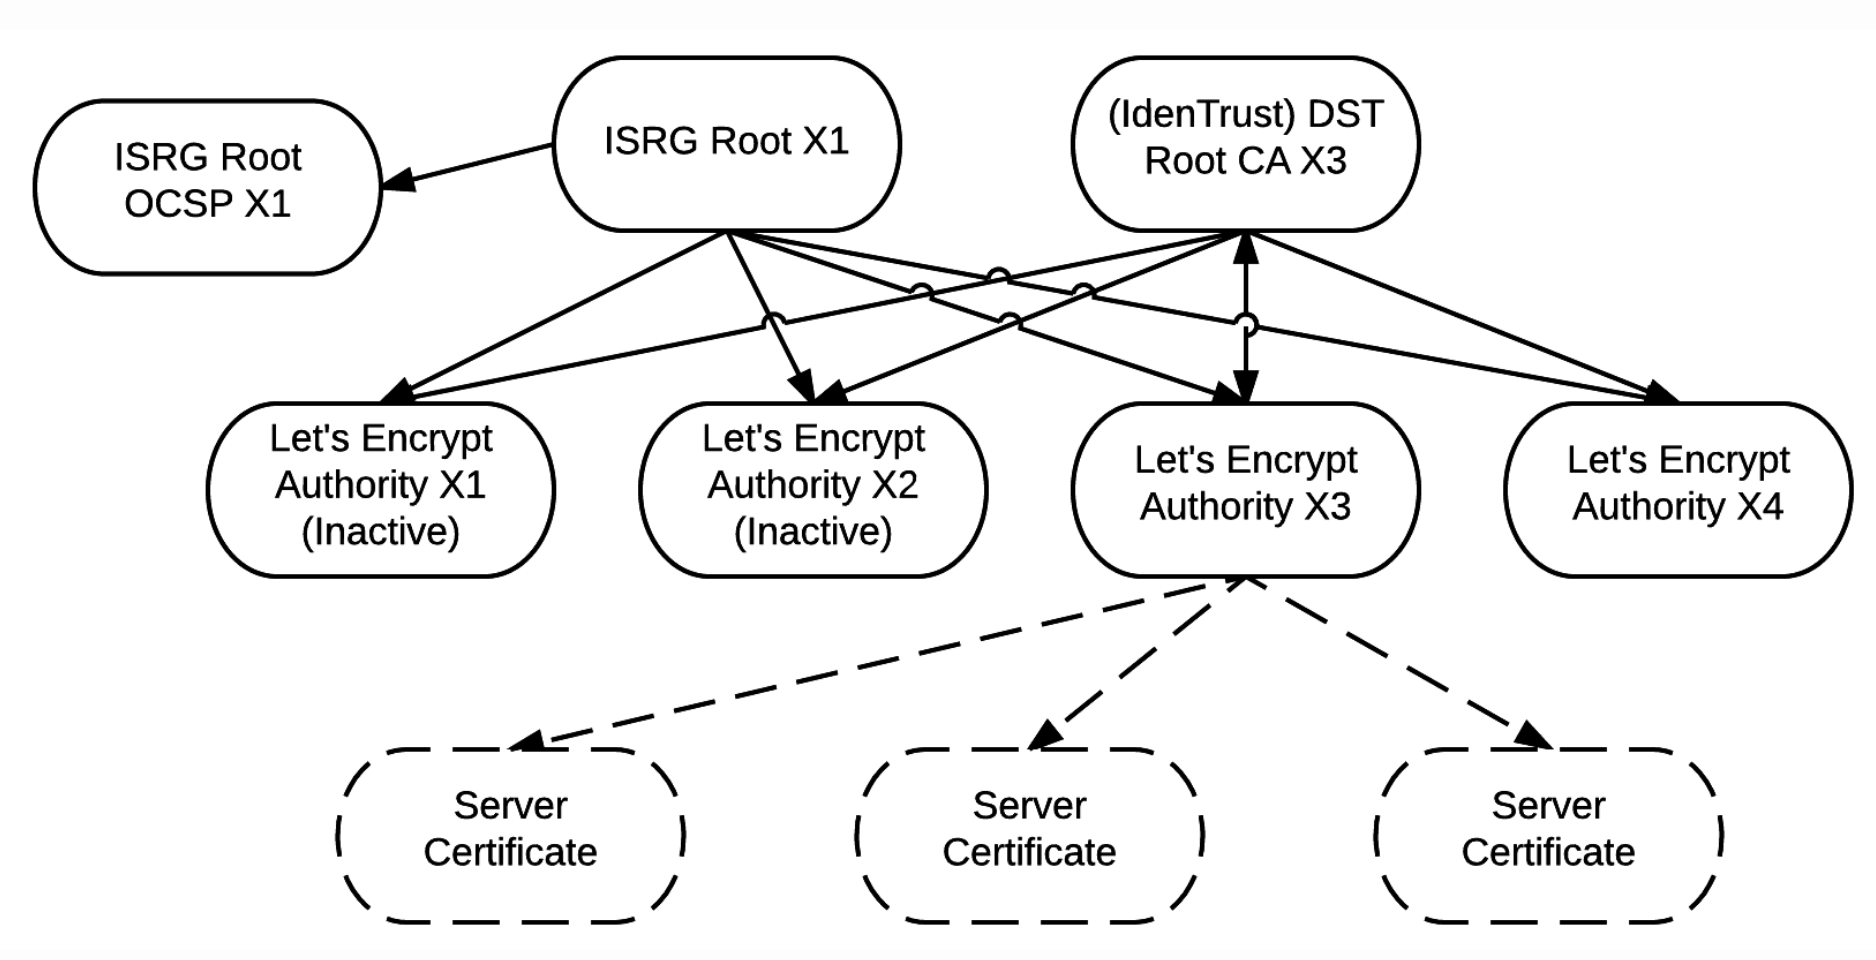 ISRG Root
OCSP X1
ISRG Root X1
(IdenTrust) DST
Root CA X3
Let's Encrypt
Authority X1
(Inactive)
Let's Encrypt
Authority X2
(Inactive)
Let's Encrypt
Authority X3
Let's Encrypt
Authority X4
Server
Certificate
Server
Certificate
Server
Certificate